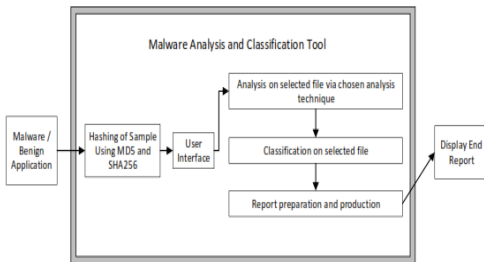 Malware Analysis and Classification Tool
Malware /
Benign
Application
Hashing of Sample
Using MD5 and
SHA256
User
Interface
Analysis on selected file via chosen analysis
technique
Classification on selected file
Report preparation and production
Display End
Report